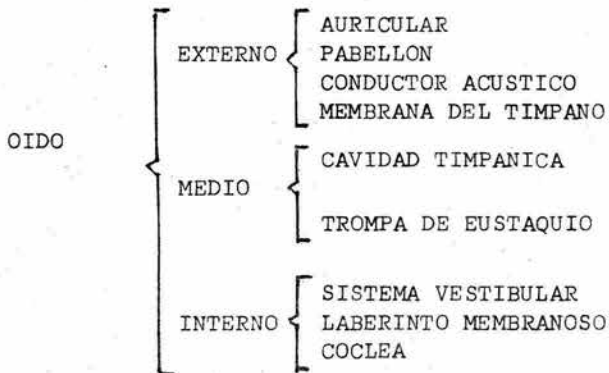 OIDO
EXTERNO
AURICULAR
PABELLON
CONDUCTOR ACUSTICO
MEMBRANA DEL TIMPANO
MEDIO
CAVIDAD TIMPANICA
TROMPA DE EUSTAQUIO
INTERNO
SISTEMA VESTIBULAR
LABERINTO MEMBRANOSO
COCLEA